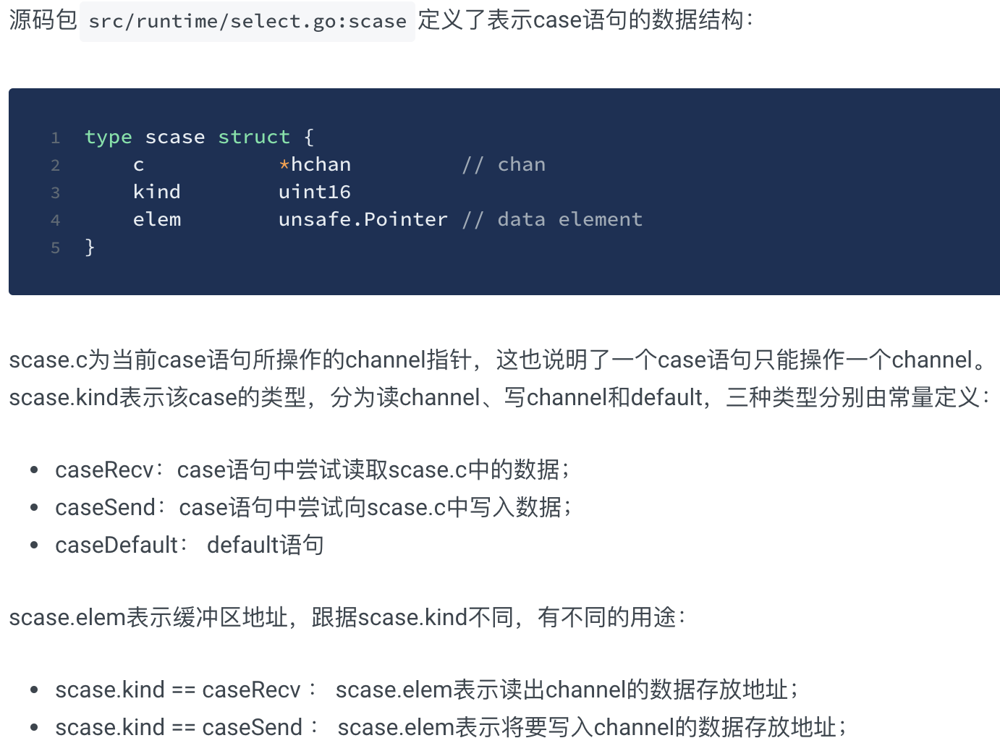 源码包 src/runtime/select.go:scase 定义了表示case语句的数据结构：
1 type scase struct {
2     c           *hchan         // chan
3     kind        uint16
4     elem        unsafe.Pointer // data element
5 }
scase.c为当前case语句所操作的channel指针，这也说明了一个case语句只能操作一个channel。
scase.kind表示该case的类型，分为读channel、写channel和default，三种类型分别由常量定义：
• caseRecv：case语句中尝试读取scase.c中的数据；
• caseSend：case语句中尝试向scase.c中写入数据；
• caseDefault： default语句
scase.elem表示缓冲区地址，跟据scase.kind不同，有不同的用途：
• scase.kind == caseRecv ： scase.elem表示读出channel的数据存放地址；
• scase.kind == caseSend ： scase.elem表示将要写入channel的数据存放地址；